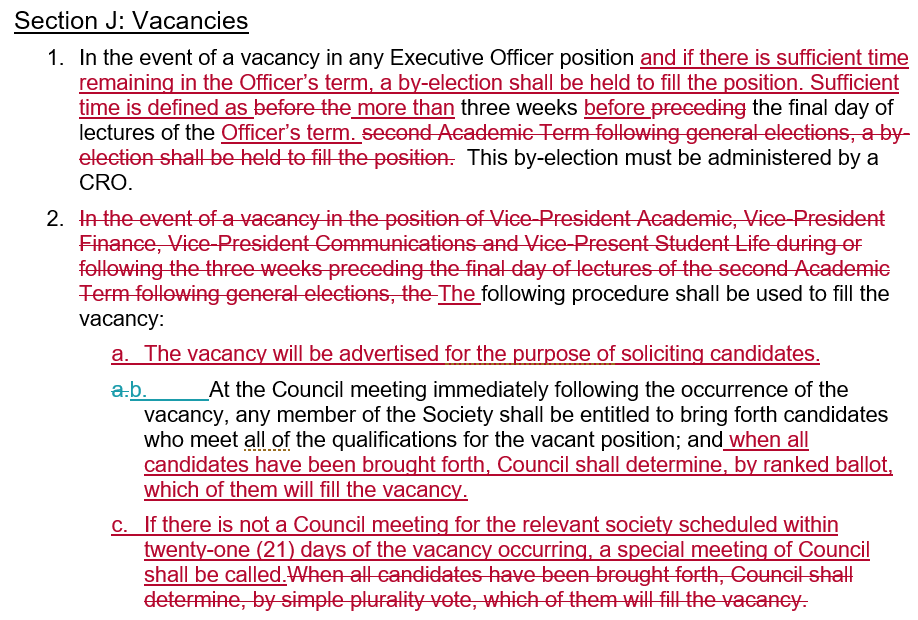 Section J: Vacancies
1. In the event of a vacancy in any Executive Officer position and if there is sufficient time
remaining in the Officer's term, a by-election shall be held to fill the position. Sufficient
time is defined as before the more than three weeks before preceding the final day of
lectures of the Officer's term. second Academic Term following general elections, a by-
election shall be held to fill the position. This by-election must be administered by a
CRO.
2. In the event of a vacancy in the position of Vice-President Academic, Vice-President
Finance, Vice-President Communications and Vice-Present Student Life during or
following the three weeks preceding the final day of lectures of the second Academic
Term following general elections, the The following procedure shall be used to fill the
vacancy:
a. The vacancy will be advertised for the purpose of soliciting candidates.
a.b. At the Council meeting immediately following the occurrence of the
vacancy, any member of the Society shall be entitled to bring forth candidates
who meet all of the qualifications for the vacant position; and when all
candidates have been brought forth, Council shall determine, by ranked ballot,
which of them will fill the vacancy.
c. If there is not a Council meeting for the relevant society scheduled within
twenty-one (21) days of the vacancy occurring, a special meeting of Council
shall be called.When all candidates have been brought forth, Council shall
determine, by simple plurality vote, which of them will fill the vacancy.